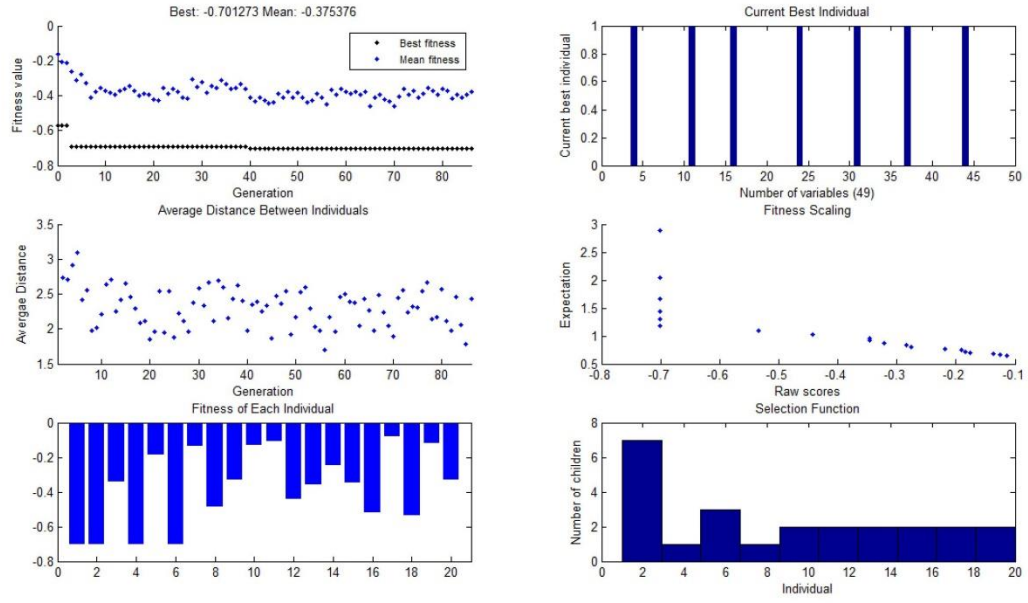 Best: -0.701273 Mean: -0.375376
Fitness value
0
-0.2
-0.4
-0.6
-0.8
Best fitness
Mean fitness
0 10 20 30 40 50 60 70 80
Generation
Current Best Individual
Current best individual
1
0.8
0.6
0.4
0.2
0
0 5 10 15 20 25 30 35 40 45 50
Number of variables (49)
Average Distance Between Individuals
Avergae Distance
3.5
3
2.5
2
1.5
10 20 30 40 50 60 70 80
Generation
Fitness Scaling
Expectation
3
2.5
2
1.5
1
0.5
-0.8 -0.7 -0.6 -0.5 -0.4 -0.3 -0.2 -0.1
Raw scores
Fitness of Each Individual
0
-0.2
-0.4
-0.6
-0.8
0 2 4 6 8 10 12 14 16 18 20
Selection Function
Number of children
8
6
4
2
0
0 2 4 6 8 10 12 14 16 18 20
Individual